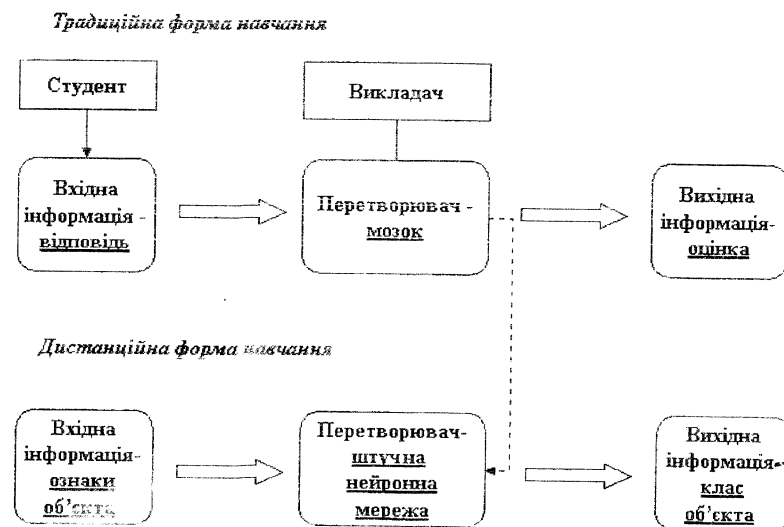 Традиційна форма навчання
Студент
Викладач
Вхідна
інформація -
відповідь
Перетворювач -
мозок
Вихідна
інформація-
оцінка
Дистанційна форма навчання
Вхідна
інформація-
ознаки
об'єкта
Перетворювач-
штучна
нейронна
мережа
Вихідна
інформація-
клас
об'єкта